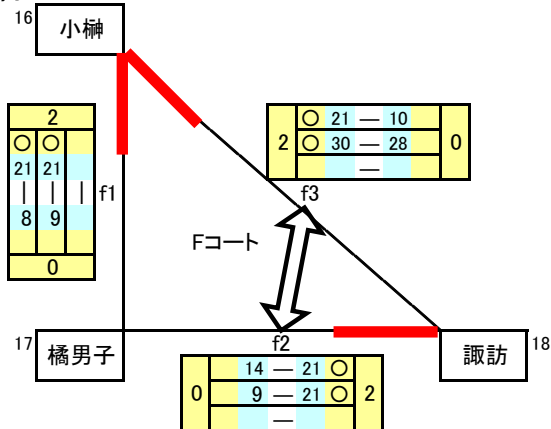 16 小榊
2
○ ○
21 21
| | |
8 9
0
f1
2 ○ 21 — 10 0
○ 30 — 28
—
f3
Fコート
17 橘男子
f2
諏訪 18
0 14 — 21 ○ 2
9 — 21 ○
—